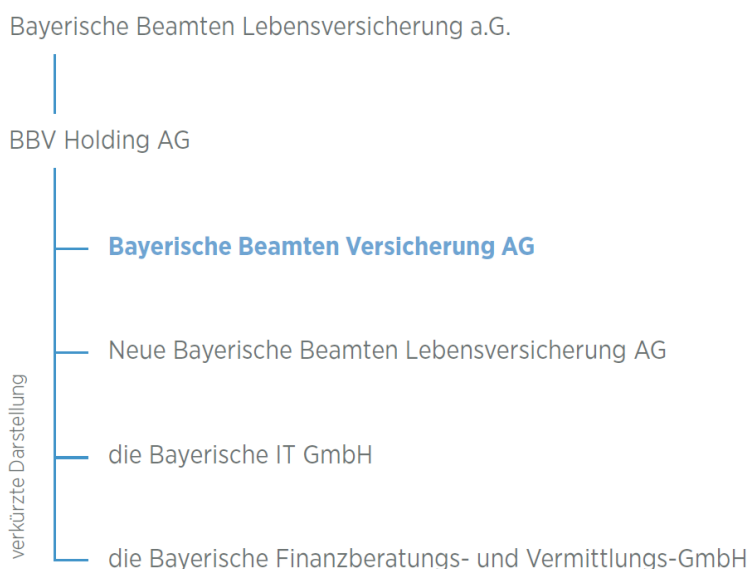 Bayerische Beamten Lebensversicherung a.G.
BBV Holding AG
Bayerische Beamten Versicherung AG
Neue Bayerische Beamten Lebensversicherung AG
die Bayerische IT GmbH
die Bayerische Finanzberatungs- und Vermittlungs-GmbH
verkürzte Darstellung